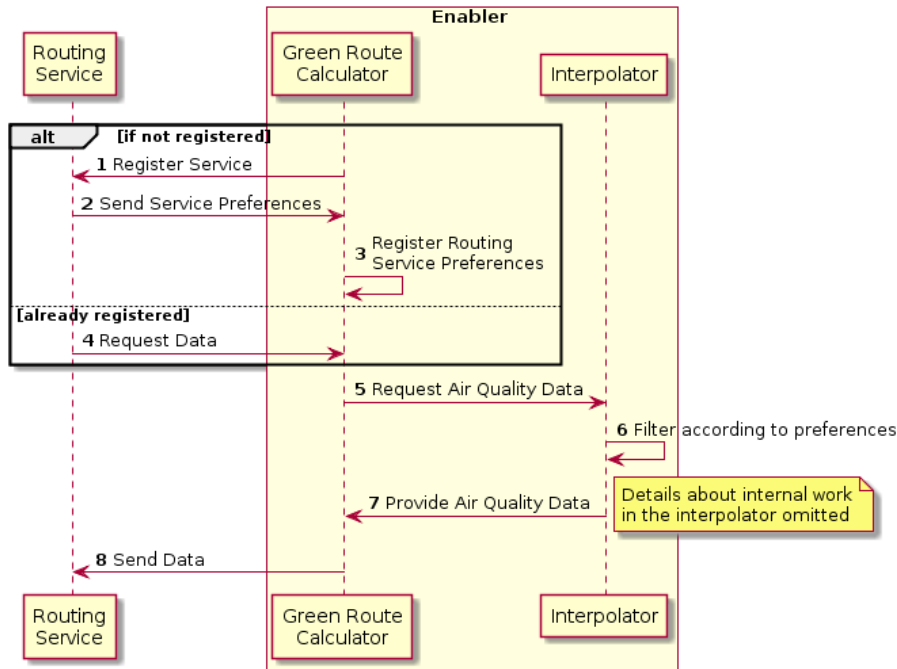 Enabler
Routing
Service
Green Route
Calculator
Interpolator
alt [if not registered]
1 Register Service
2 Send Service Preferences
3 Register Routing
Service Preferences
[already registered]
4 Request Data
5 Request Air Quality Data
6 Filter according to preferences
7 Provide Air Quality Data
Details about internal work
in the interpolator omitted
8 Send Data
Routing
Service
Green Route
Calculator
Interpolator